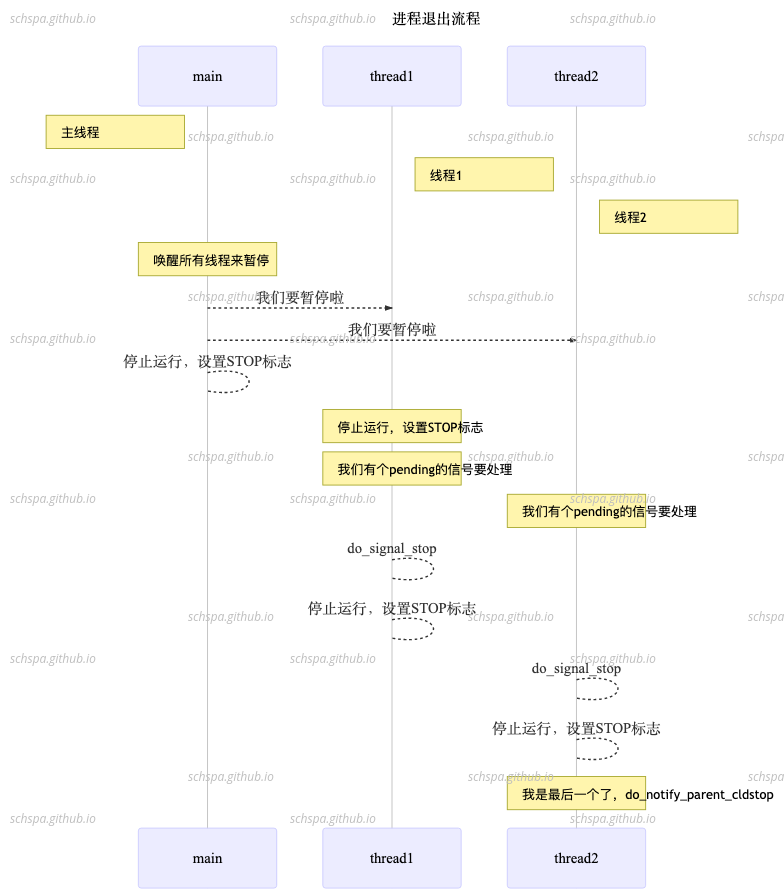 schspa.github.io schspa.github.io 进程退出流程 schspa.github.io
main thread1 thread2
主线程
schspa.github.io schspa.github.io schspa
线程1
schspa.github.io schspa.github.io schspa.github.io
线程2
唤醒所有线程来暂停
schspa.github.io schspa.github.io schspa
我们要暂停啦
我们要暂停啦
schspa.github.io schspa.github.io schspa.github.io
停止运行，设置STOP标志
停止运行，设置STOP标志
schspa.github.io schspa.github.io schspa
我们有个pending的信号要处理
schspa.github.io schspa.github.io schspa.github.io
我们有个pending的信号要处理
do_signal_stop
停止运行，设置STOP标志
schspa.github.io schspa.github.io schspa
schspa.github.io schspa.github.io schspa.github.io
do_signal_stop
停止运行，设置STOP标志
schspa.github.io schspa.github.io schspa
我是最后一个了，do_notify_parent_cldstop
schspa.github.io schspa.github.io schspa.github.io
main thread1 thread2